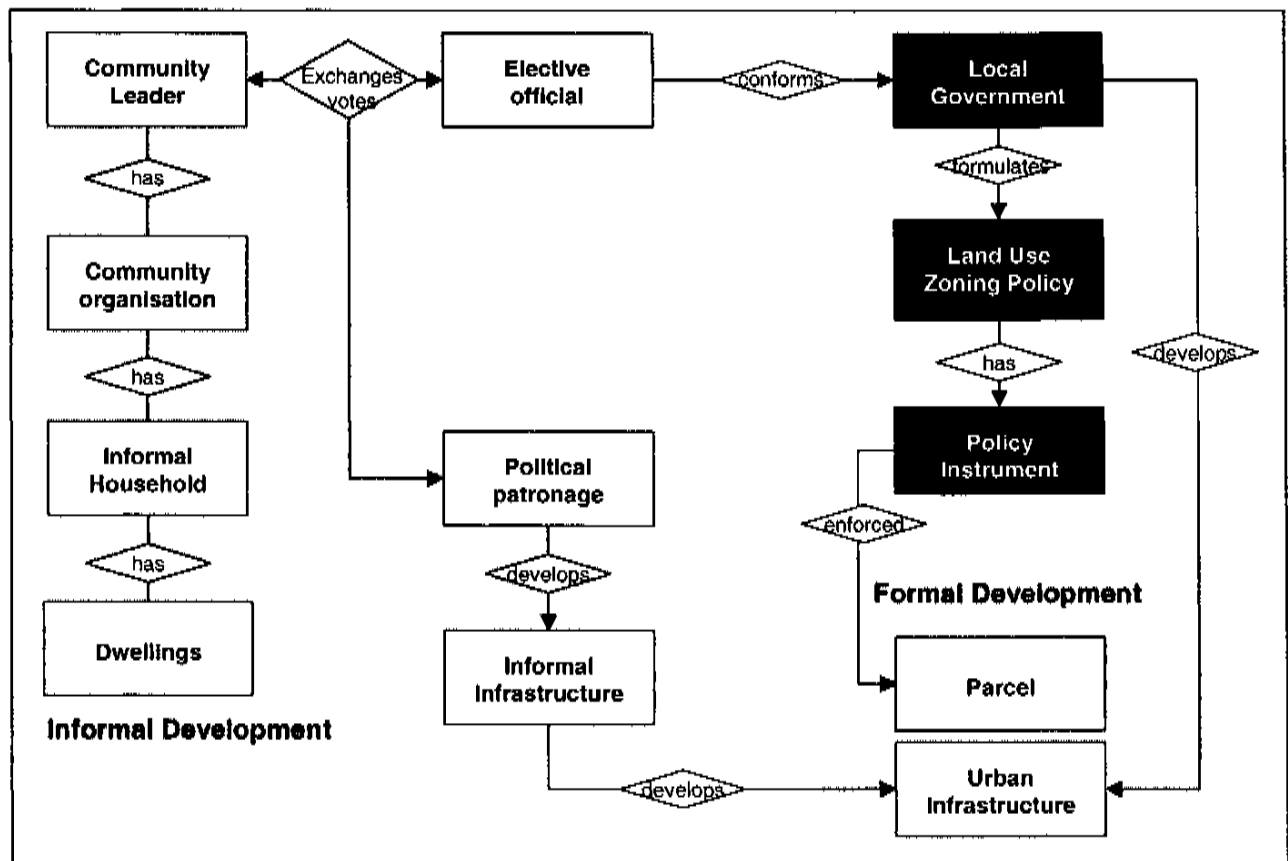 Community
Leader
Exchanges
votes
Elective
official
conforms
Local
Government
has
formulates
Community
organisation
Land Use
Zoning Policy
has
has
develops
Informal
Household
Political
patronage
Policy
Instrument
enforced
has
develops
Formal Development
Dwellings
Informal
Infrastructure
Parcel
Informal Development
develops
Urban
Infrastructure